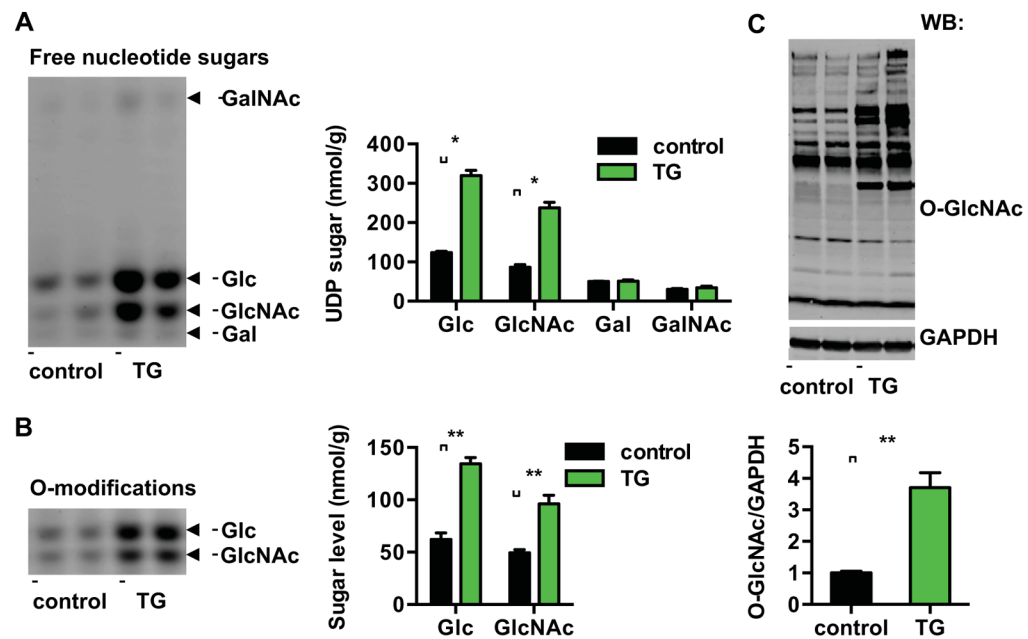 A
Free nucleotide sugars
-GalNAc
-Glc
-GlcNAc
-Gal
- -
control TG
UDP sugar (nmol/g)
400
300
200
100
0
* *
control
TG
Glc GlcNAc Gal GalNAc
C
WB:
O-GlcNAc
GAPDH
- -
control TG
B
O-modifications
-Glc
-GlcNAc
- -
control TG
Sugar level (nmol/g)
150
100
50
0
** **
control
TG
Glc GlcNAc
O-GlcNAc/GAPDH
5
4
3
2
1
0
**
control TG